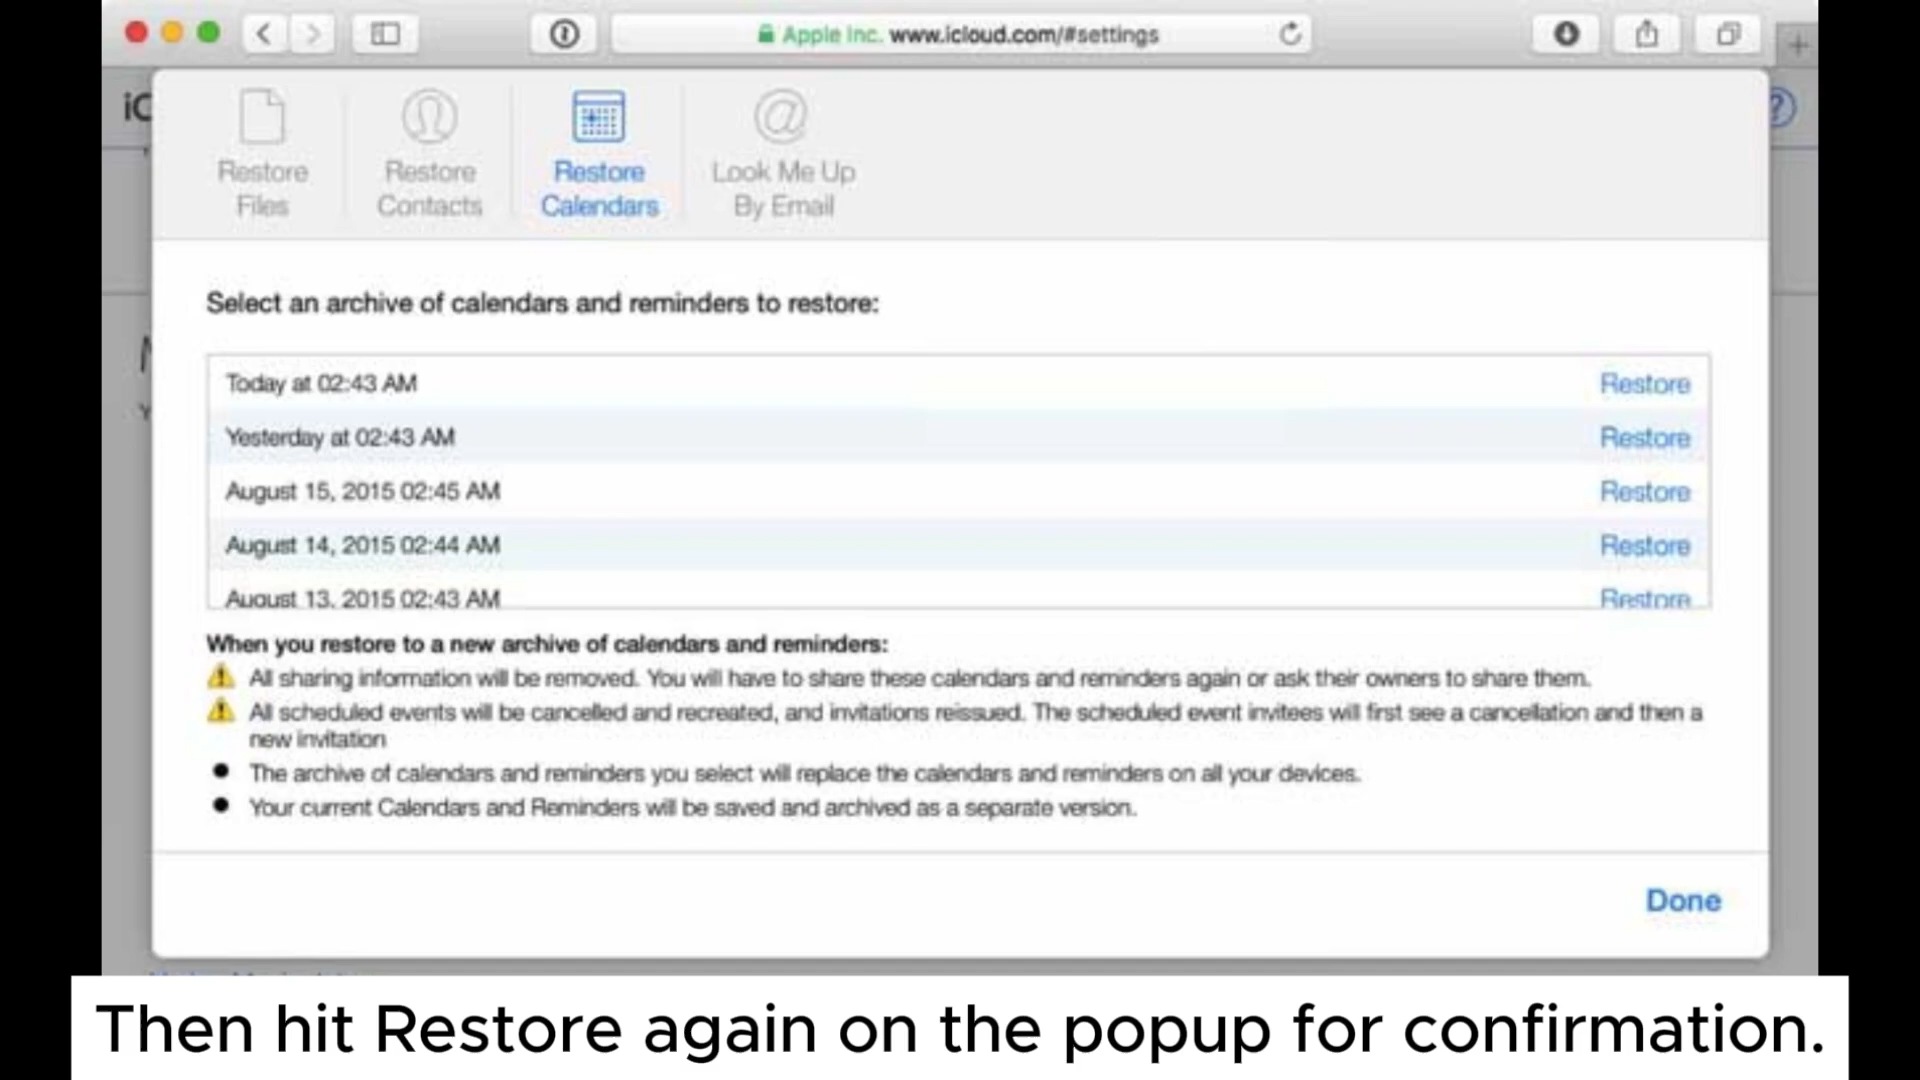 Apple Inc. www.icloud.com/#settings
iC
?
Restore
Files
Restore
Contacts
Restore
Calendars
Look Me Up
By Email
Select an archive of calendars and reminders to restore:
Today at 02:43 AM Restore
Yesterday at 02:43 AM Restore
August 15, 2015 02:45 AM Restore
August 14, 2015 02:44 AM Restore
August 13, 2015 02:43 AM Restore
When you restore to a new archive of calendars and reminders:
All sharing information will be removed. You will have to share these calendars and reminders again or ask their owners to share them.
All scheduled events will be cancelled and recreated, and invitations reissued. The scheduled event invitees will first see a cancellation and then a
new invitation
The archive of calendars and reminders you select will replace the calendars and reminders on all your devices.
Your current Calendars and Reminders will be saved and archived as a separate version.
Done
Then hit Restore again on the popup for confirmation.